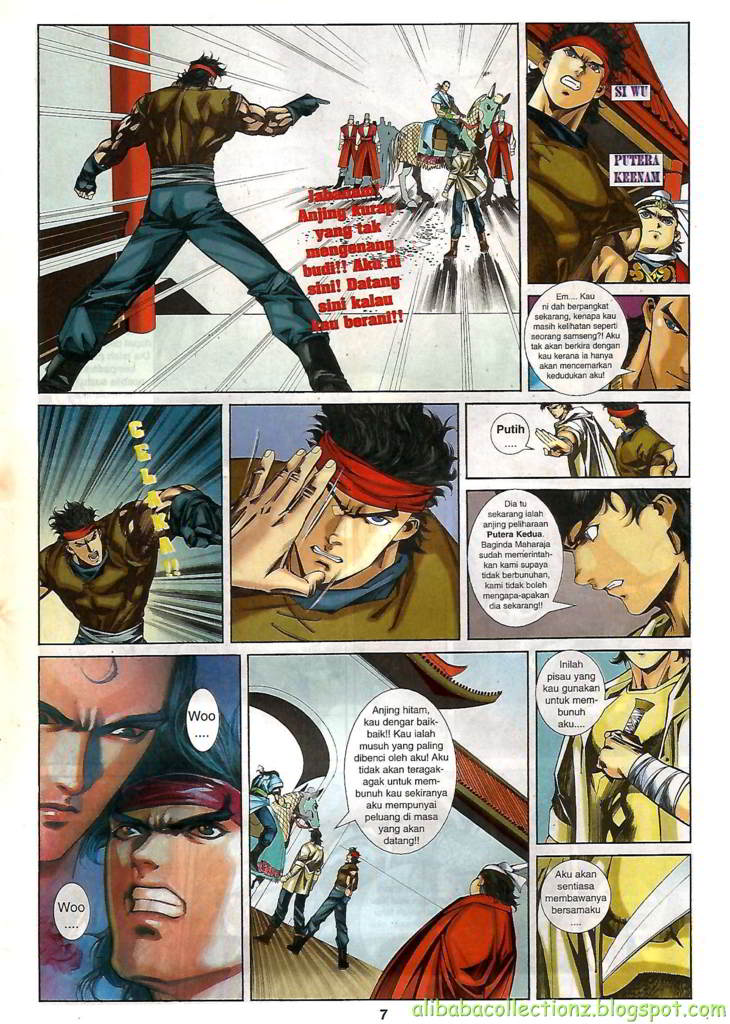 Jahanam!
Anjing kurap
yang tak
mengenang
budi!! Aku di
sini! Datang
sini kalau
kau berani!!
SI WU
PUTERA
KEENAM
Em.... Kau
ni dah berpangkat
sekarang, kenapa kau
masih kelihatan seperti
seorang samseng?! Aku
tak akan berkira dengan
kau kerana ia hanya
akan mencemarkan
kedudukan aku!
CELAKA!!
Putih
....
Dia tu
sekarang ialah
anjing peliharaan
Putera Kedua.
Baginda Maharaja
sudah memerintah-
kan kami supaya
tidak berbunuhan,
kami tidak boleh
mengapa-apakan
dia sekarang!!
Woo
....
Woo
....
Anjing hitam,
kau dengar baik-
baik!! Kau ialah
musuh yang paling
dibenci oleh aku! Aku
tidak akan teragak-
agak untuk mem-
bunuh kau sekiranya
aku mempunyai
peluang di masa
yang akan
datang!!
Inilah
pisau yang
kau gunakan
untuk mem-
bunuh
aku....
Aku akan
sentiasa
membawanya
bersamaku
....
7
alibabacollectionz.blogspot.com